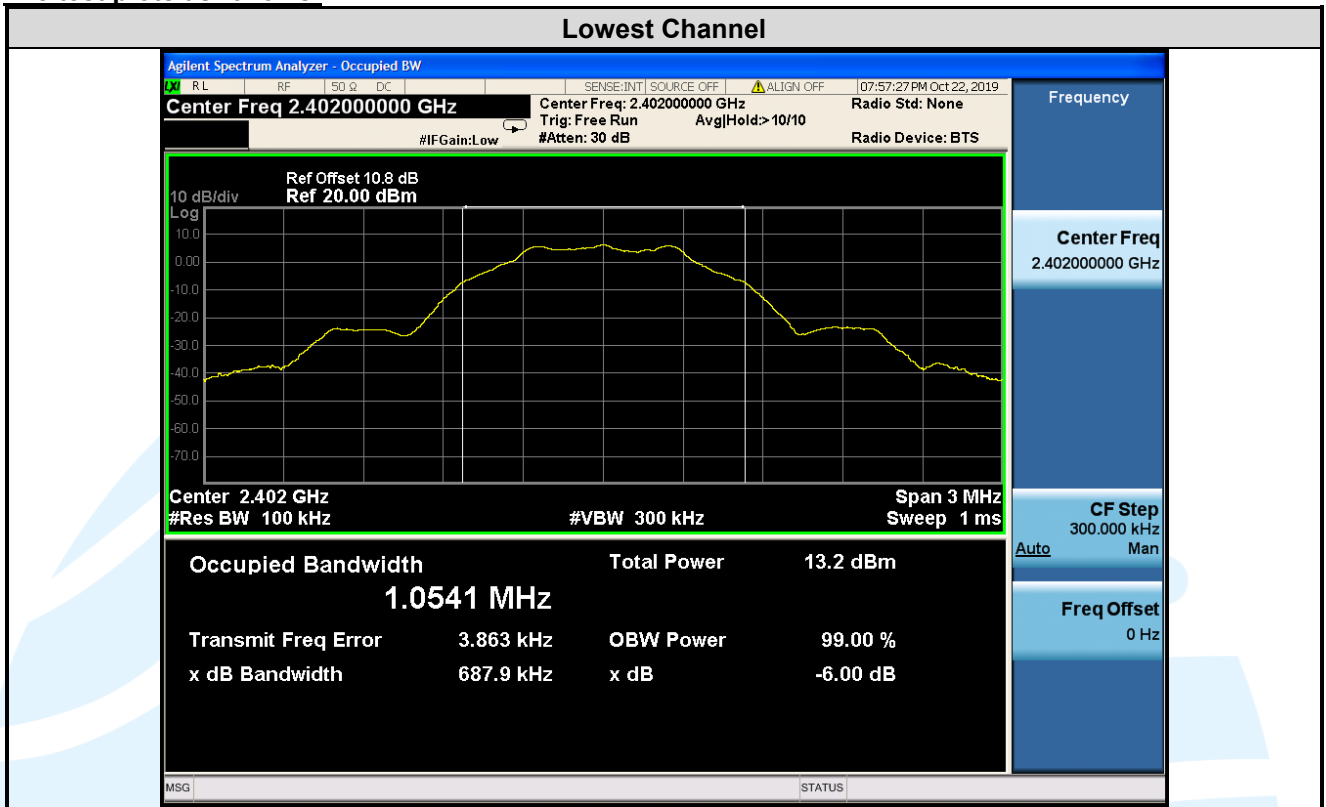 Lowest Channel
Agilent Spectrum Analyzer - Occupied BW
LXI RL RF 50 Ω DC SENSE:INT SOURCE OFF ALIGN OFF 07:57:27 PM Oct 22, 2019
Center Freq 2.402000000 GHz
Center Freq: 2.402000000 GHz Radio Std: None
Trig: Free Run Avg|Hold:>10/10
#IFGain:Low #Atten: 30 dB Radio Device: BTS
Ref Offset 10.8 dB
10 dB/div Ref 20.00 dBm
Log
10.0
0.00
-10.0
-20.0
-30.0
-40.0
-50.0
-60.0
-70.0
Center 2.402 GHz Span 3 MHz
#Res BW 100 kHz #VBW 300 kHz Sweep 1 ms
Occupied Bandwidth Total Power 13.2 dBm
1.0541 MHz
Transmit Freq Error 3.863 kHz OBW Power 99.00 %
x dB Bandwidth 687.9 kHz x dB -6.00 dB
Frequency
Center Freq
2.402000000 GHz
CF Step
300.000 kHz
Auto Man
Freq Offset
0 Hz
MSG STATUS